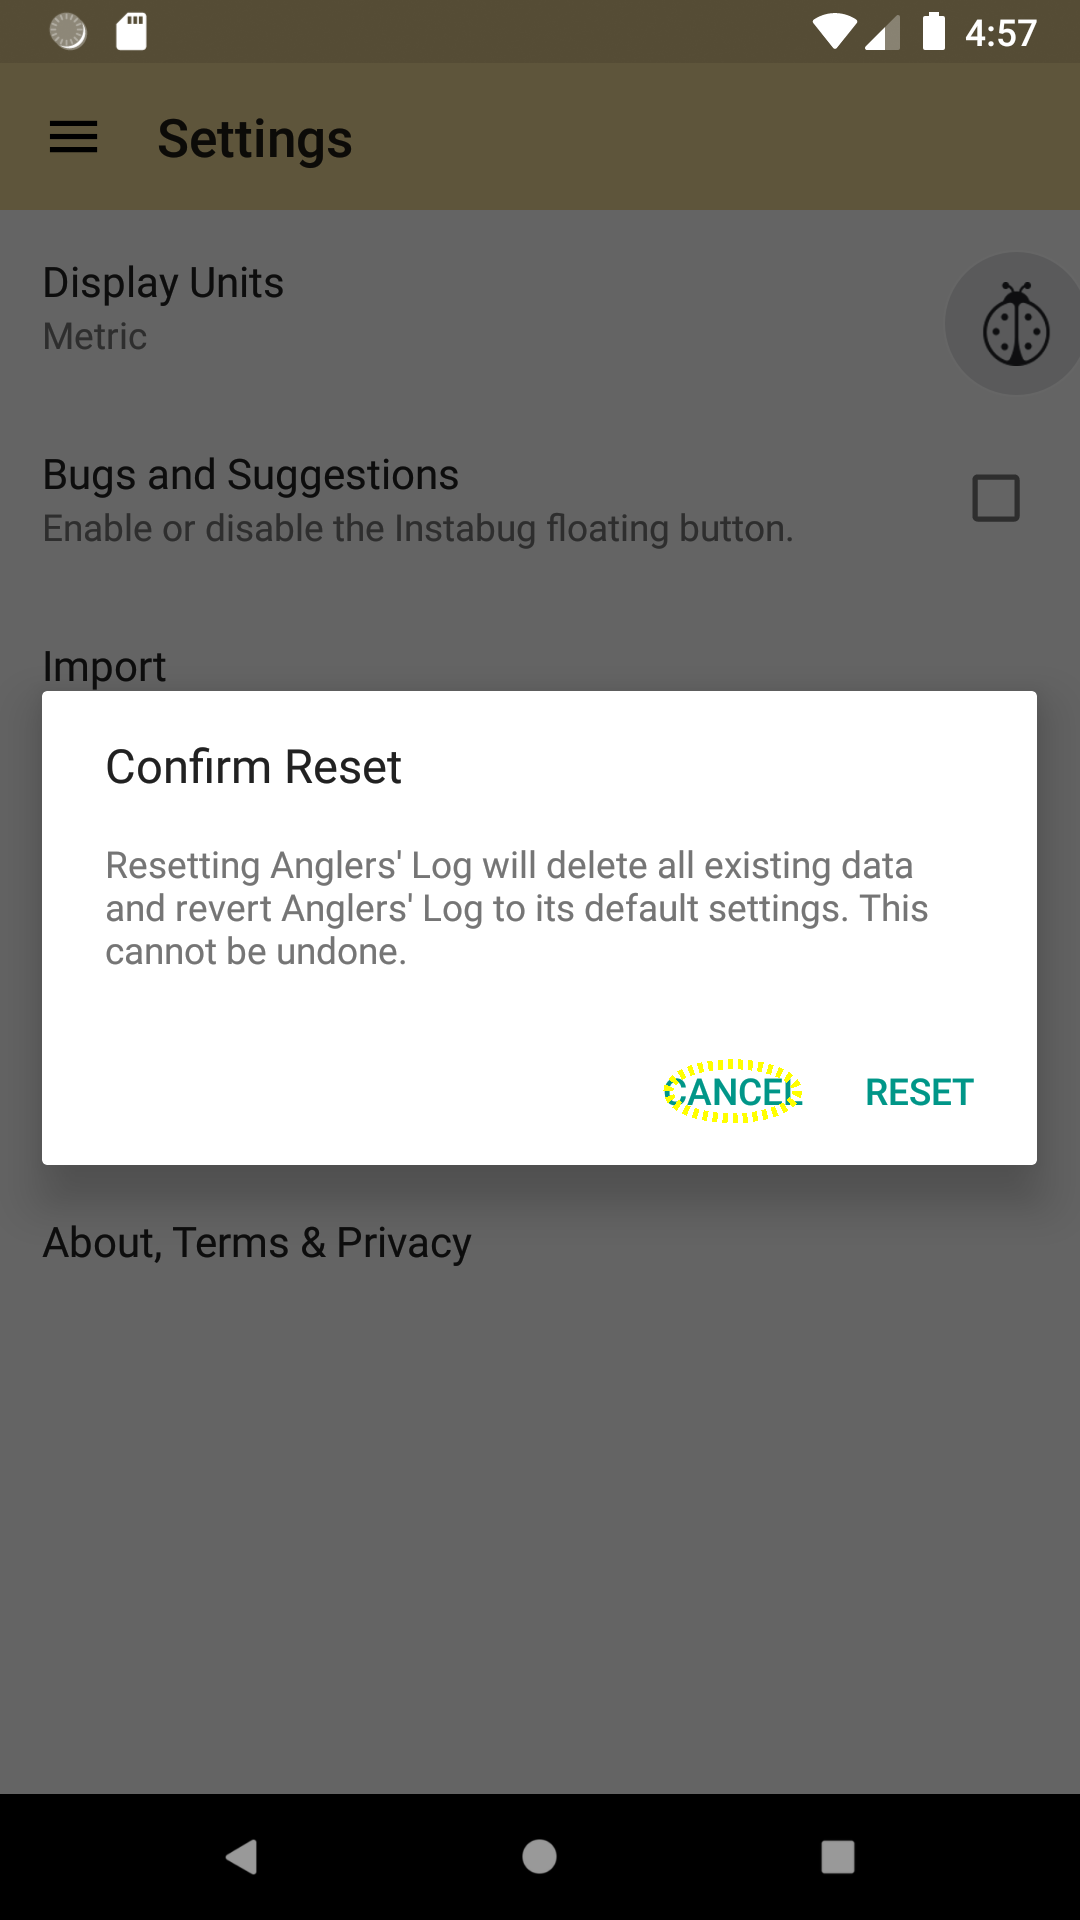 4:57
Settings
Display Units
Metric
Bugs and Suggestions
Enable or disable the Instabug floating button.
Import
Confirm Reset
Resetting Anglers' Log will delete all existing data
and revert Anglers' Log to its default settings. This
cannot be undone.
CANCEL RESET
About, Terms & Privacy